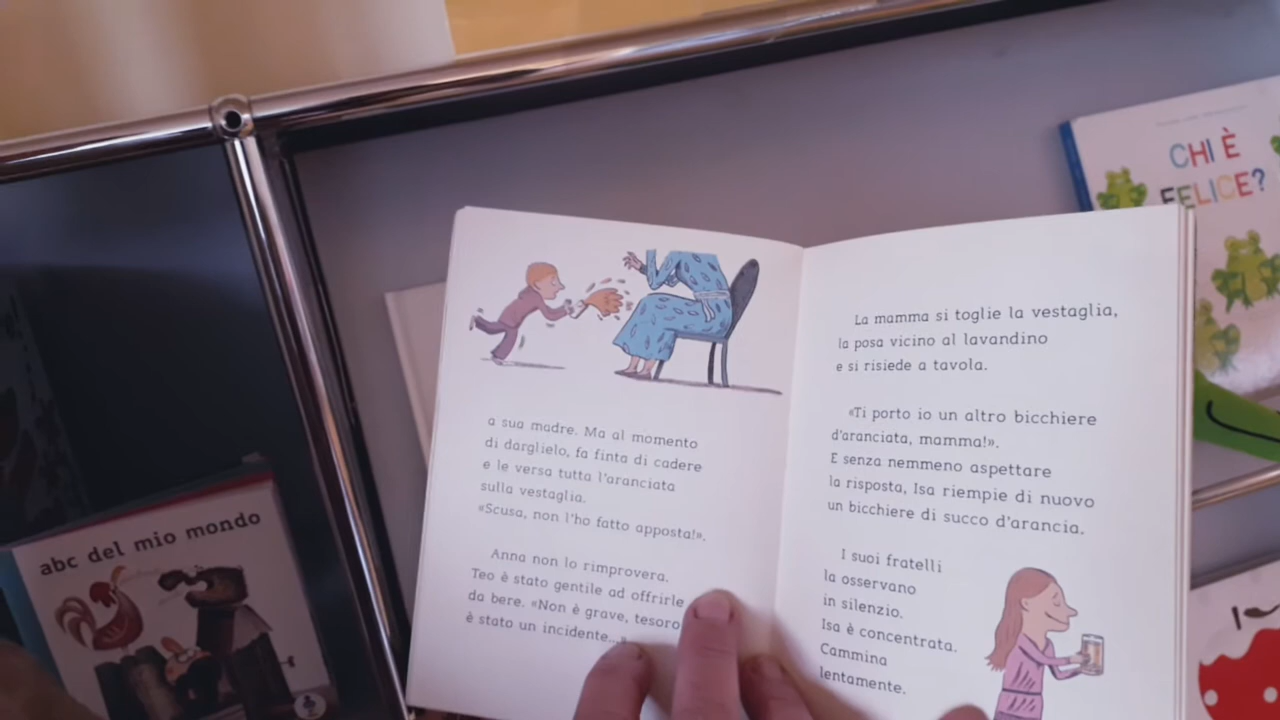 CHI È
FELICE?
abc del mio mondo
a sua madre. Ma al momento
di darglielo, fa finta di cadere
e le versa tutta l'aranciata
sulla vestaglia.
«Scusa, non l'ho fatto apposta!».
Anna non lo rimprovera.
Teo è stato gentile ad offrirle
da bere. «Non è grave, tesoro
è stato un incidente...»
La mamma si toglie la vestaglia,
la posa vicino al lavandino
e si risiede a tavola.
«Ti porto io un altro bicchiere
d'aranciata, mamma!».
E senza nemmeno aspettare
la risposta, Isa riempie di nuovo
un bicchiere di succo d'arancia.
I suoi fratelli
la osservano
in silenzio.
Isa è concentrata.
Cammina
lentamente.